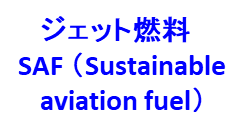 ジェット燃料
SAF（Sustainable
aviation fuel）